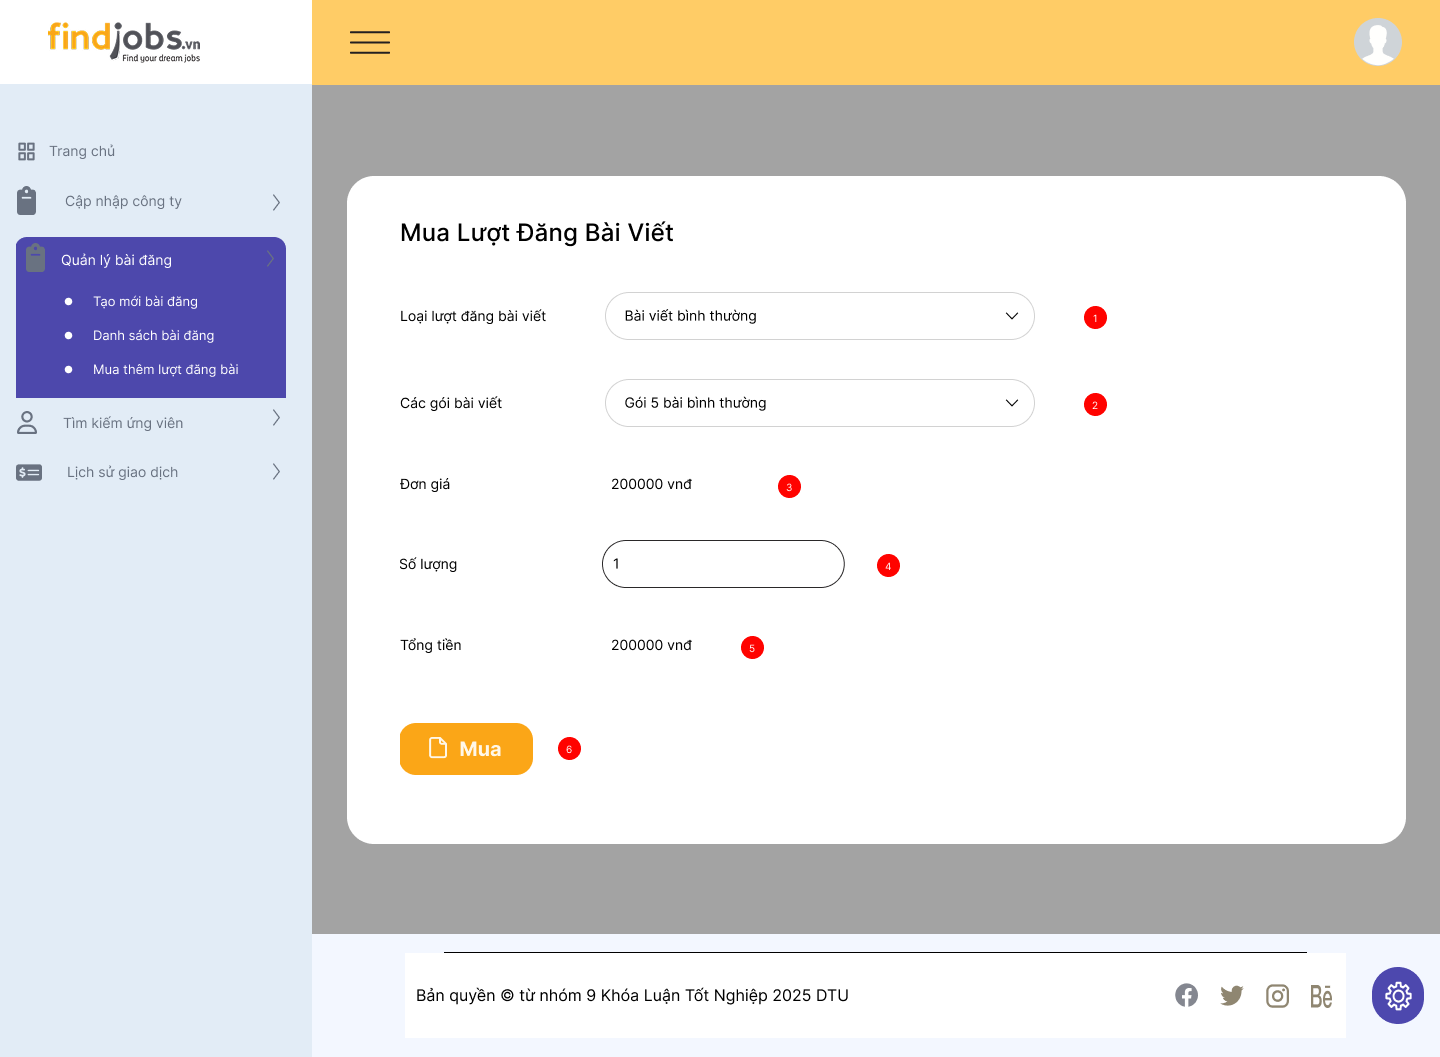 findjobs.vn
Find your dream jobs
Trang chủ
Cập nhập công ty
Quản lý bài đăng
Tạo mới bài đăng
Danh sách bài đăng
Mua thêm lượt đăng bài
Tìm kiếm ứng viên
Lịch sử giao dịch
Mua Lượt Đăng Bài Viết
Loại lượt đăng bài viết
Bài viết bình thường
1
Các gói bài viết
Gói 5 bài bình thường
2
Đơn giá
200000 vnđ
3
Số lượng
1
4
Tổng tiền
200000 vnđ
5
Mua
6
Bản quyền © từ nhóm 9 Khóa Luận Tốt Nghiệp 2025 DTU